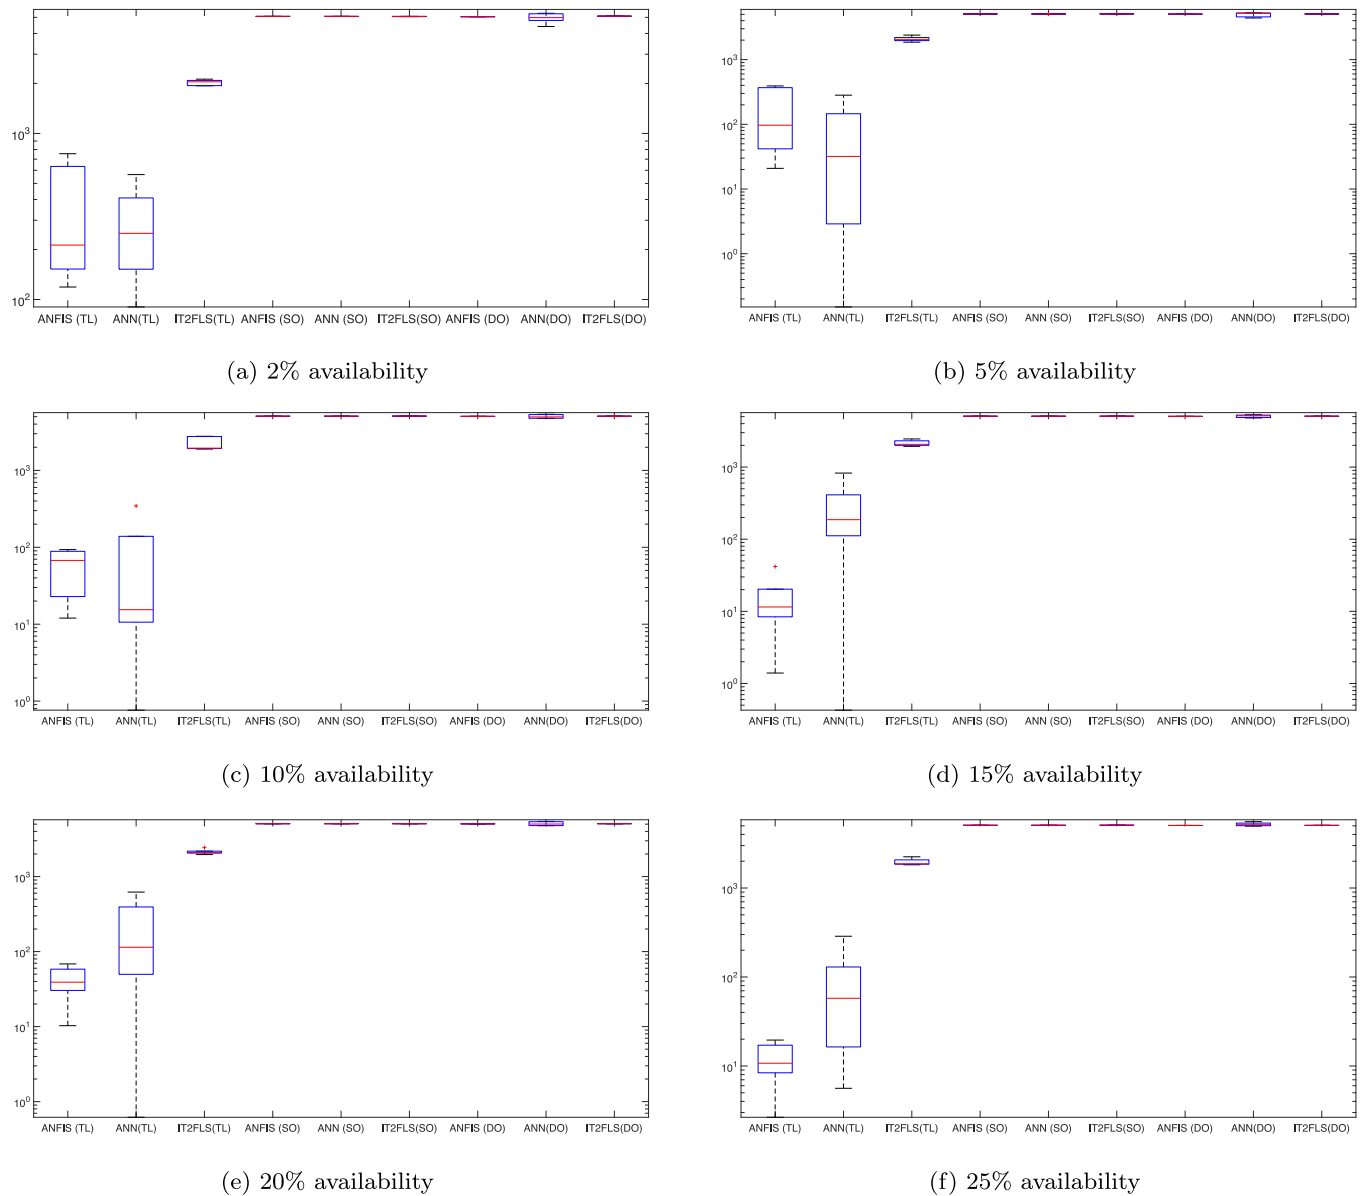 10^3
10^2
ANFIS (TL) ANN(TL) IT2FLS(TL) ANFIS (SO) ANN (SO) IT2FLS(SO) ANFIS (DO) ANN(DO) IT2FLS(DO)
(a) 2% availability
10^3
10^2
10^1
10^0
ANFIS (TL) ANN(TL) IT2FLS(TL) ANFIS (SO) ANN (SO) IT2FLS(SO) ANFIS (DO) ANN(DO) IT2FLS(DO)
(b) 5% availability
10^3
10^2
10^1
10^0
ANFIS (TL) ANN(TL) IT2FLS(TL) ANFIS (SO) ANN (SO) IT2FLS(SO) ANFIS (DO) ANN(DO) IT2FLS(DO)
(c) 10% availability
10^3
10^2
10^1
10^0
ANFIS (TL) ANN(TL) IT2FLS(TL) ANFIS (SO) ANN (SO) IT2FLS(SO) ANFIS (DO) ANN(DO) IT2FLS(DO)
(d) 15% availability
10^3
10^2
10^1
10^0
ANFIS (TL) ANN(TL) IT2FLS(TL) ANFIS (SO) ANN (SO) IT2FLS(SO) ANFIS (DO) ANN(DO) IT2FLS(DO)
(e) 20% availability
10^3
10^2
10^1
ANFIS (TL) ANN(TL) IT2FLS(TL) ANFIS (SO) ANN (SO) IT2FLS(SO) ANFIS (DO) ANN(DO) IT2FLS(DO)
(f) 25% availability